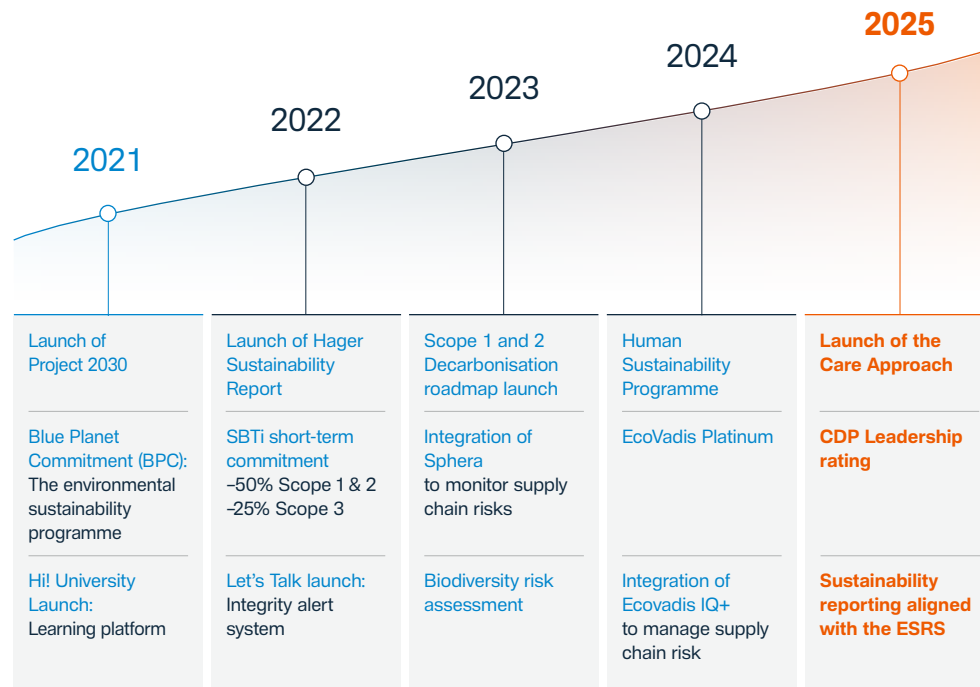 2021
2022
2023
2024
2025
Launch of
Project 2030
Blue Planet
Commitment (BPC):
The environmental
sustainability
programme
Hi! University
Launch:
Learning platform
Launch of Hager
Sustainability
Report
SBTi short-term
commitment
–50% Scope 1 & 2
–25% Scope 3
Let’s Talk launch:
Integrity alert
system
Scope 1 and 2
Decarbonisation
roadmap launch
Integration of
Sphera
to monitor supply
chain risks
Biodiversity risk
assessment
Human
Sustainability
Programme
EcoVadis Platinum
Integration of
Ecovadis IQ+
to manage supply
chain risk
Launch of the
Care Approach
CDP Leadership
rating
Sustainability
reporting aligned
with the ESRS